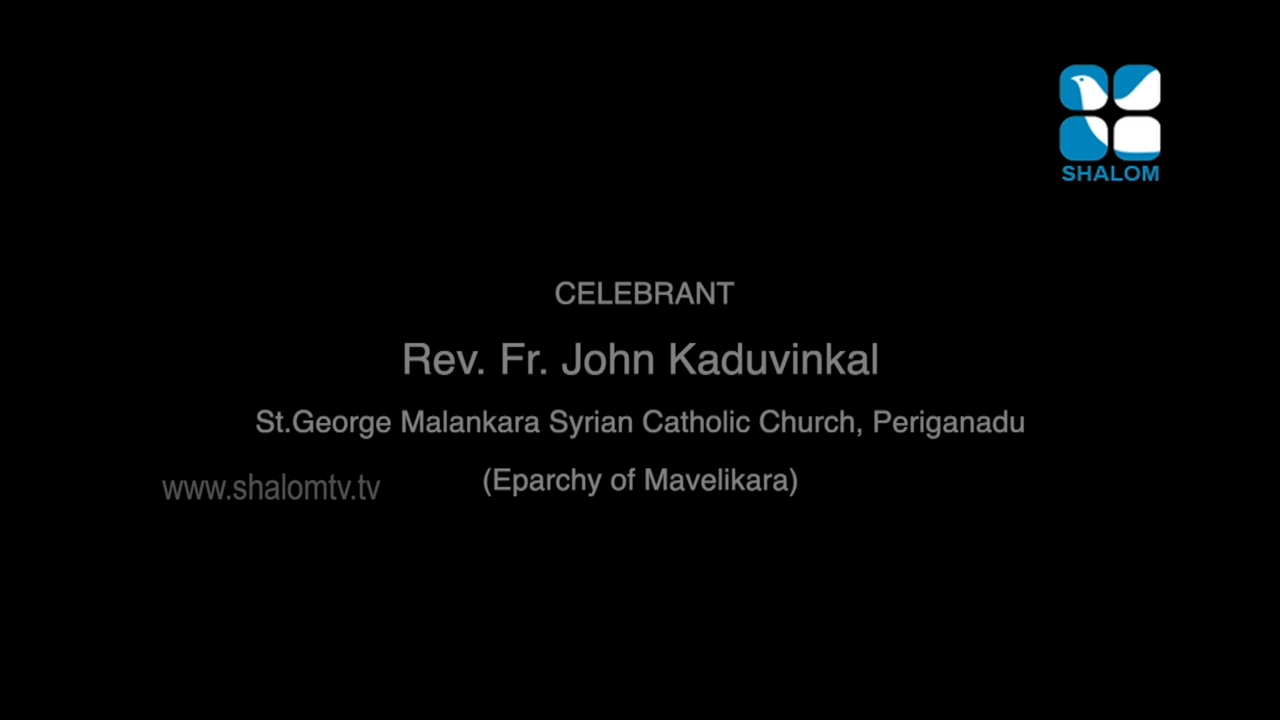 SHALOM
CELEBRANT
Rev. Fr. John Kaduvinkal
St.George Malankara Syrian Catholic Church, Periganadu
(Eparchy of Mavelikara)
www.shalomtv.tv